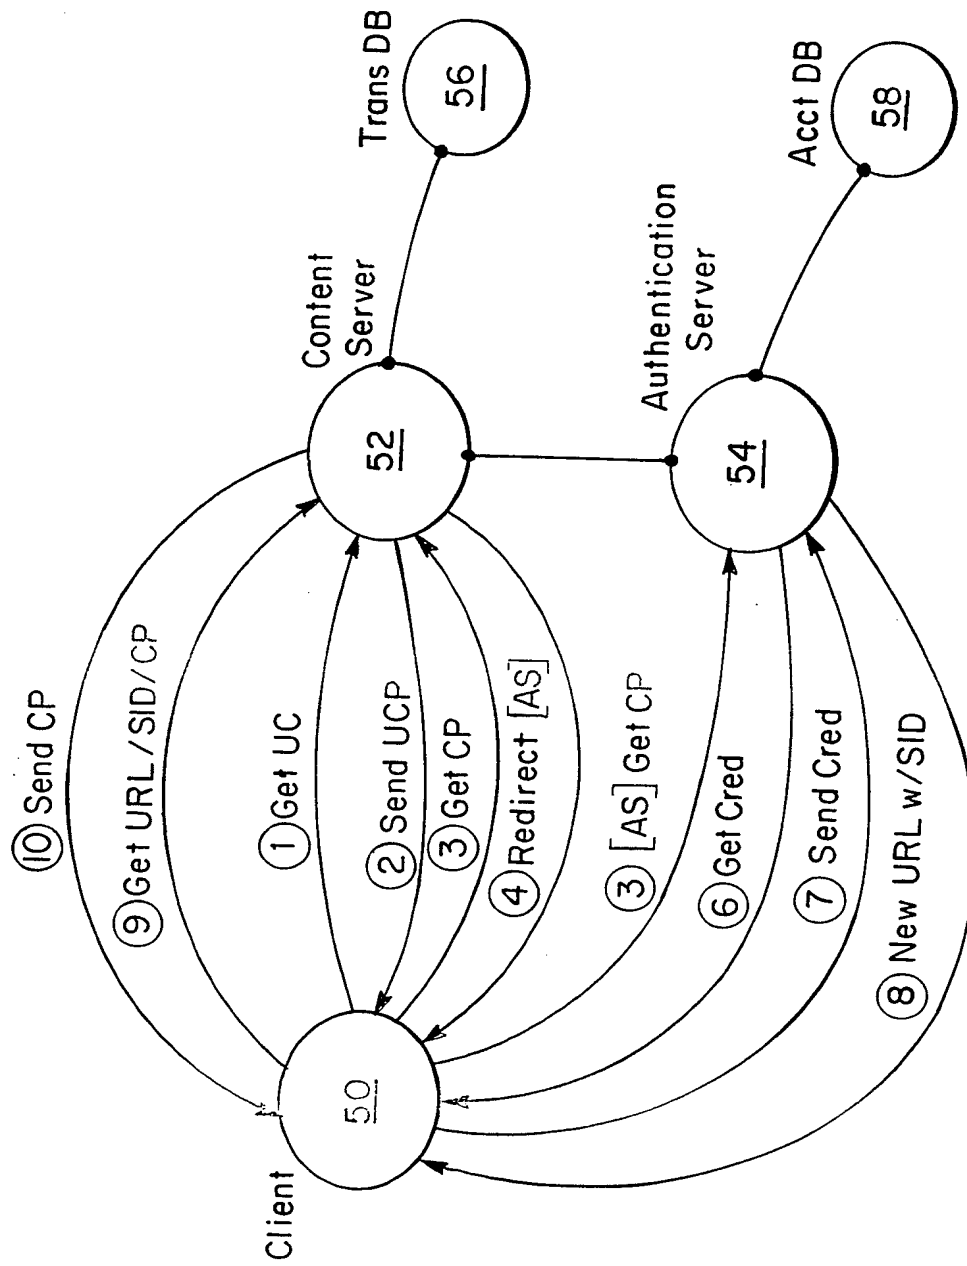 ⑩ Send CP
⑨ Get URL/SID/CP
① Get UC
② Send UCP
③ Get CP
④ Redirect [AS]
③ [AS] Get CP
⑥ Get Cred
⑦ Send Cred
⑧ New URL w/SID
Client
50
Content
Server
52
Trans DB
56
Authentication
Server
54
Acct DB
58